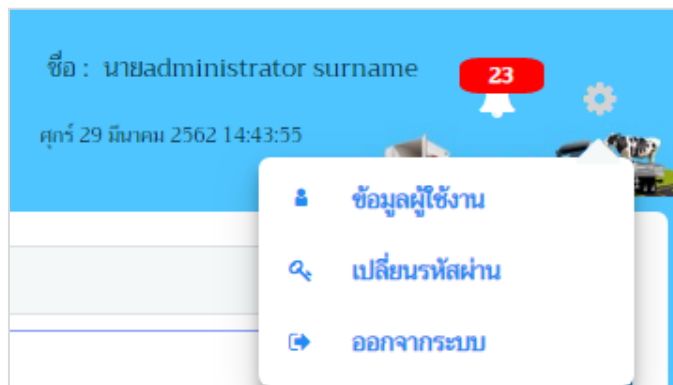 ชื่อ : นายadministrator surname
23
ศุกร์ 29 มีนาคม 2562 14:43:55
ข้อมูลผู้ใช้งาน
เปลี่ยนรหัสผ่าน
ออกจากระบบ